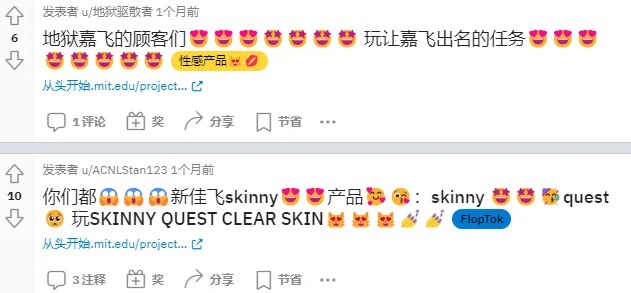 发表者 u/地狱驱散者 1个月前
6
地狱嘉飞的顾客们😍😍😍🤩🤩🤩🤩 玩让嘉飞出名的任务😍😍😍
🤩🤩🤩🤩🤩 性感产品😻💋
从头开始.mit.edu/project...
1 评论 奖 分享 节省 ...
发表者 u/ACNLStan123 1个月前
10
你们都😱😱😱新佳飞skinny😍😍产品🥰😘：skinny 🤩🤩🥳quest
🥺 玩SKINNY QUEST CLEAR SKIN😻😻😻💅💅 FlopTok
从头开始.mit.edu/project...
3 注释 奖 分享 节省 ...